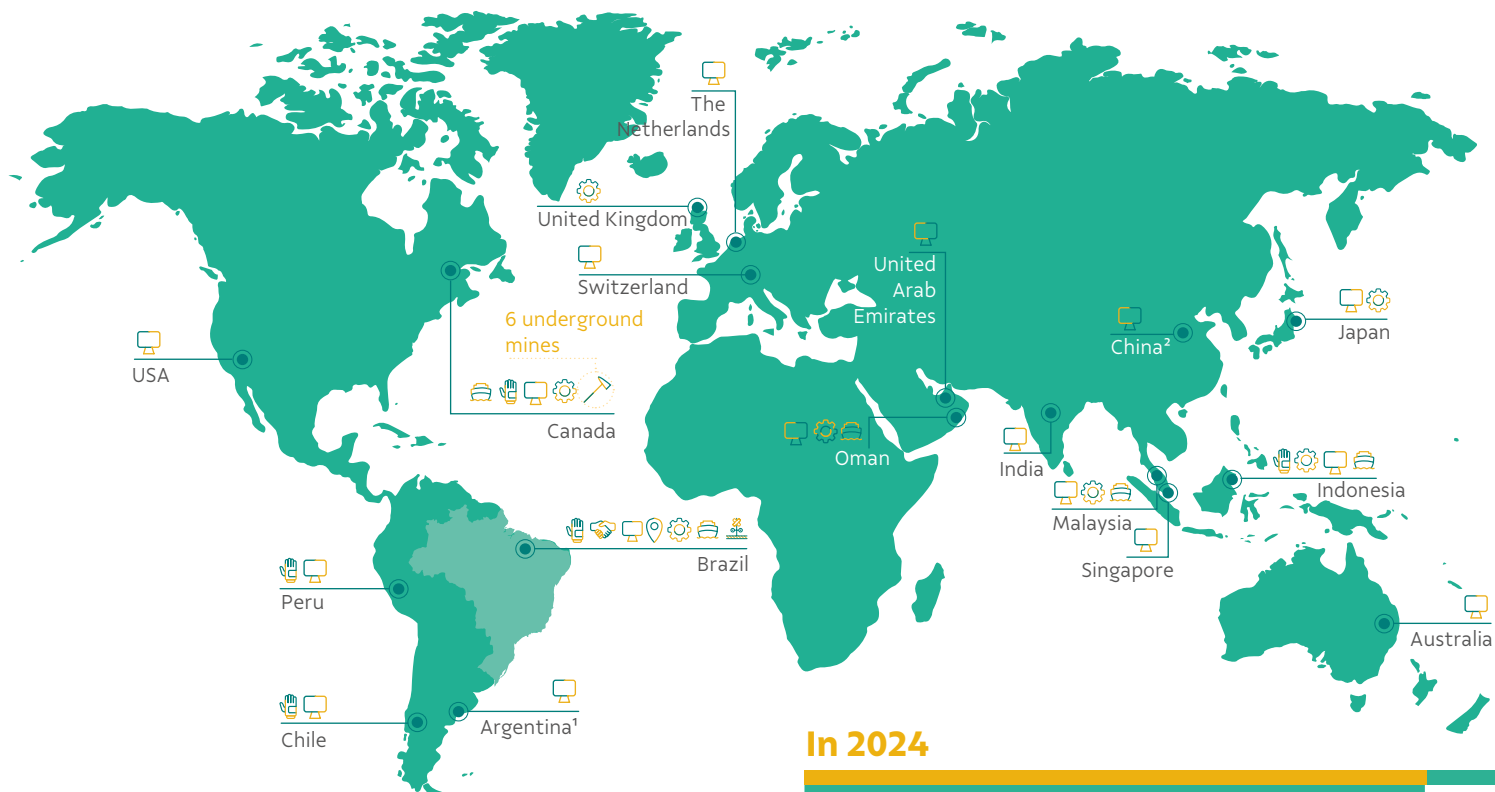 The
Netherlands
United Kingdom
Switzerland
United
Arab
Emirates
6 underground
mines
Japan
China²
USA
Canada
Oman
India
Indonesia
Malaysia
Singapore
Brazil
Peru
Australia
Argentina¹
Chile
In 2024